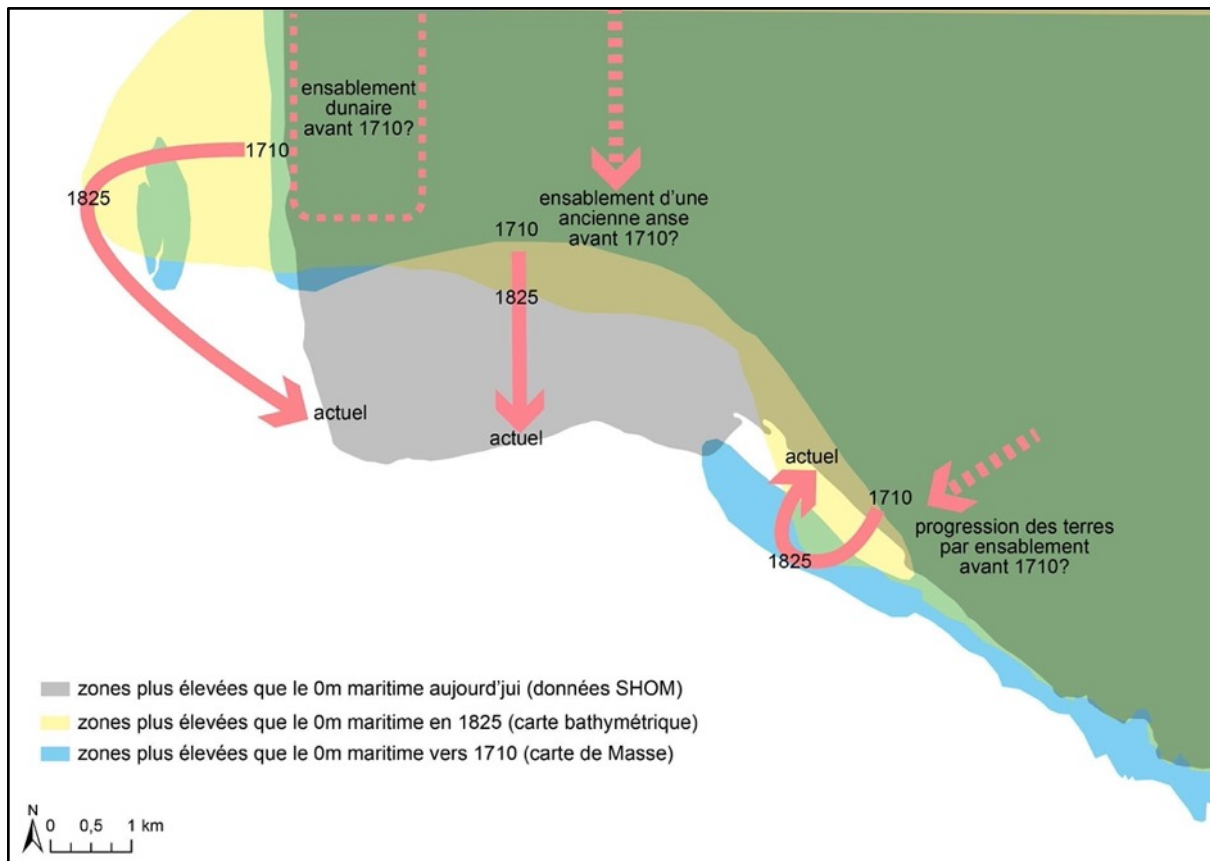 ensablement
dunaire
avant 1710?
1710
1825
ensablement d'une
ancienne anse
avant 1710?
1710
1825
actuel
actuel
actuel
1710
1825
progression des terres
par ensablement
avant 1710?
zones plus élevées que le 0m maritime aujourd'jui (données SHOM)
zones plus élevées que le 0m maritime en 1825 (carte bathymétrique)
zones plus élevées que le 0m maritime vers 1710 (carte de Masse)
N
0 0,5 1 km